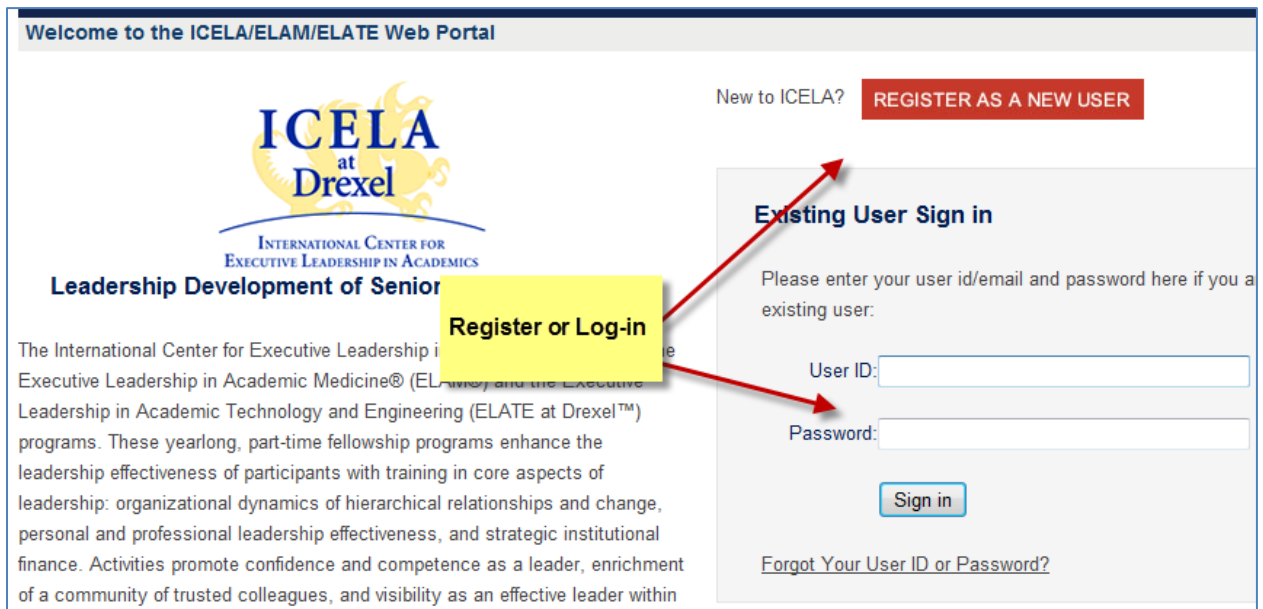 Welcome to the ICELA/ELAM/ELATE Web Portal
ICELA
at
Drexel
INTERNATIONAL CENTER FOR
EXECUTIVE LEADERSHIP IN ACADEMICS
Leadership Development of Senior
The International Center for Executive Leadership i
Executive Leadership in Academic Medicine® (ELAM®) and the Executive
Leadership in Academic Technology and Engineering (ELATE at Drexel™)
programs. These yearlong, part-time fellowship programs enhance the
leadership effectiveness of participants with training in core aspects of
leadership: organizational dynamics of hierarchical relationships and change,
personal and professional leadership effectiveness, and strategic institutional
finance. Activities promote confidence and competence as a leader, enrichment
of a community of trusted colleagues, and visibility as an effective leader within
Register or Log-in
New to ICELA? REGISTER AS A NEW USER
Existing User Sign in
Please enter your user id/email and password here if you a
existing user:
User ID:
Password:
Sign in
Forgot Your User ID or Password?